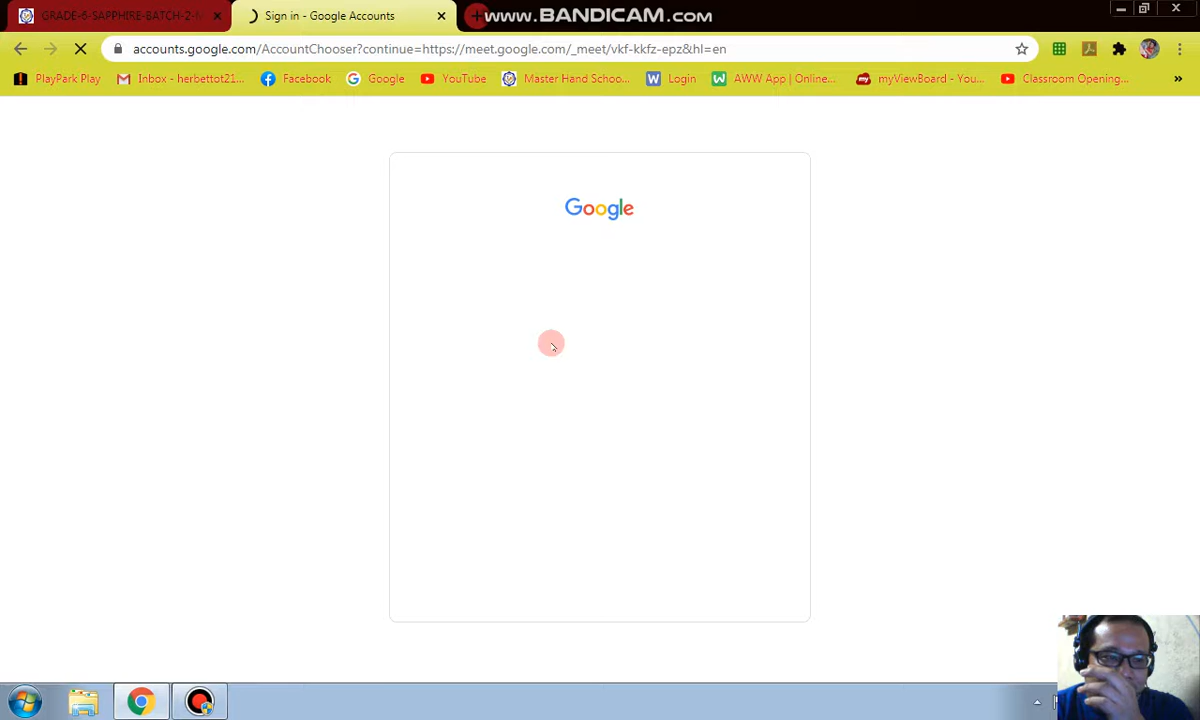 GRADE-6-SAPPHIRE-BATCH-2-M
Sign in - Google Accounts
www.BANDICAM.com
accounts.google.com/AccountChooser?continue=https://meet.google.com/_meet/vkf-kkfz-epz&hl=en
PlayPark Play
Inbox - herbettot21...
Facebook
Google
YouTube
Master Hand Schoo...
Login
AWW App | Online...
myViewBoard - You...
Classroom Opening...
Google